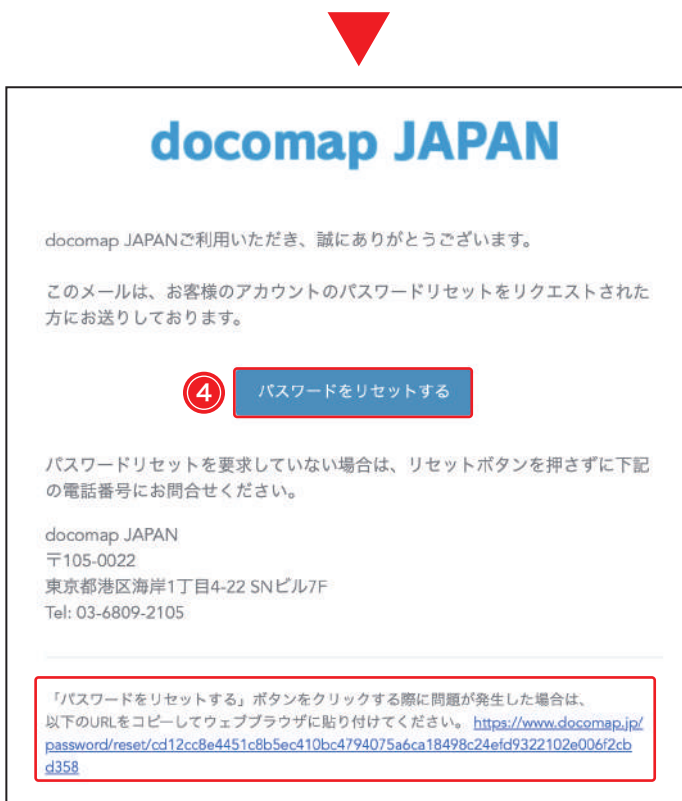 docomap JAPAN
docomap JAPANご利用いただき、誠にありがとうございます。
このメールは、お客様のアカウントのパスワードリセットをリクエストされた
方にお送りしております。
④ パスワードをリセットする
パスワードリセットを要求していない場合は、リセットボタンを押さずに下記
の電話番号にお問合せください。
docomap JAPAN
〒105-0022
東京都港区海岸1丁目4-22 SNビル7F
Tel: 03-6809-2105
「パスワードをリセットする」ボタンをクリックする際に問題が発生した場合は、
以下のURLをコピーしてウェブブラウザに貼り付けてください。 https://www.docomap.jp/
password/reset/cd12cc8e4451c8b5ec410bc4794075a6ca18498c24efd9322102e006f2cb
d358